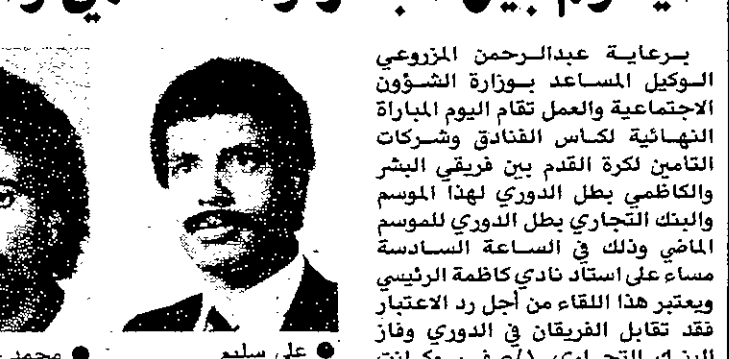 برعاية عبدالرحمن المزروعي
الوكيل المساعد بوزارة الشؤون
الاجتماعية والعمل تقام اليوم المباراة
النهائية لكأس الفنادق وشركات
التامين لكرة القدم بين فريقي البشر
والكاظمي بطل الدوري لهذا الموسم
والبنك التجاري بطل الدوري للموسم
الماضي وذلك في الساعة السادسة
مساء على استاد نادي كاظمة الرئيسي
ويعتبر هذا اللقاء من أجل رد الاعتبار
فقد تقابل الفريقان في الدوري وفاز
● علي سليم
● محمد